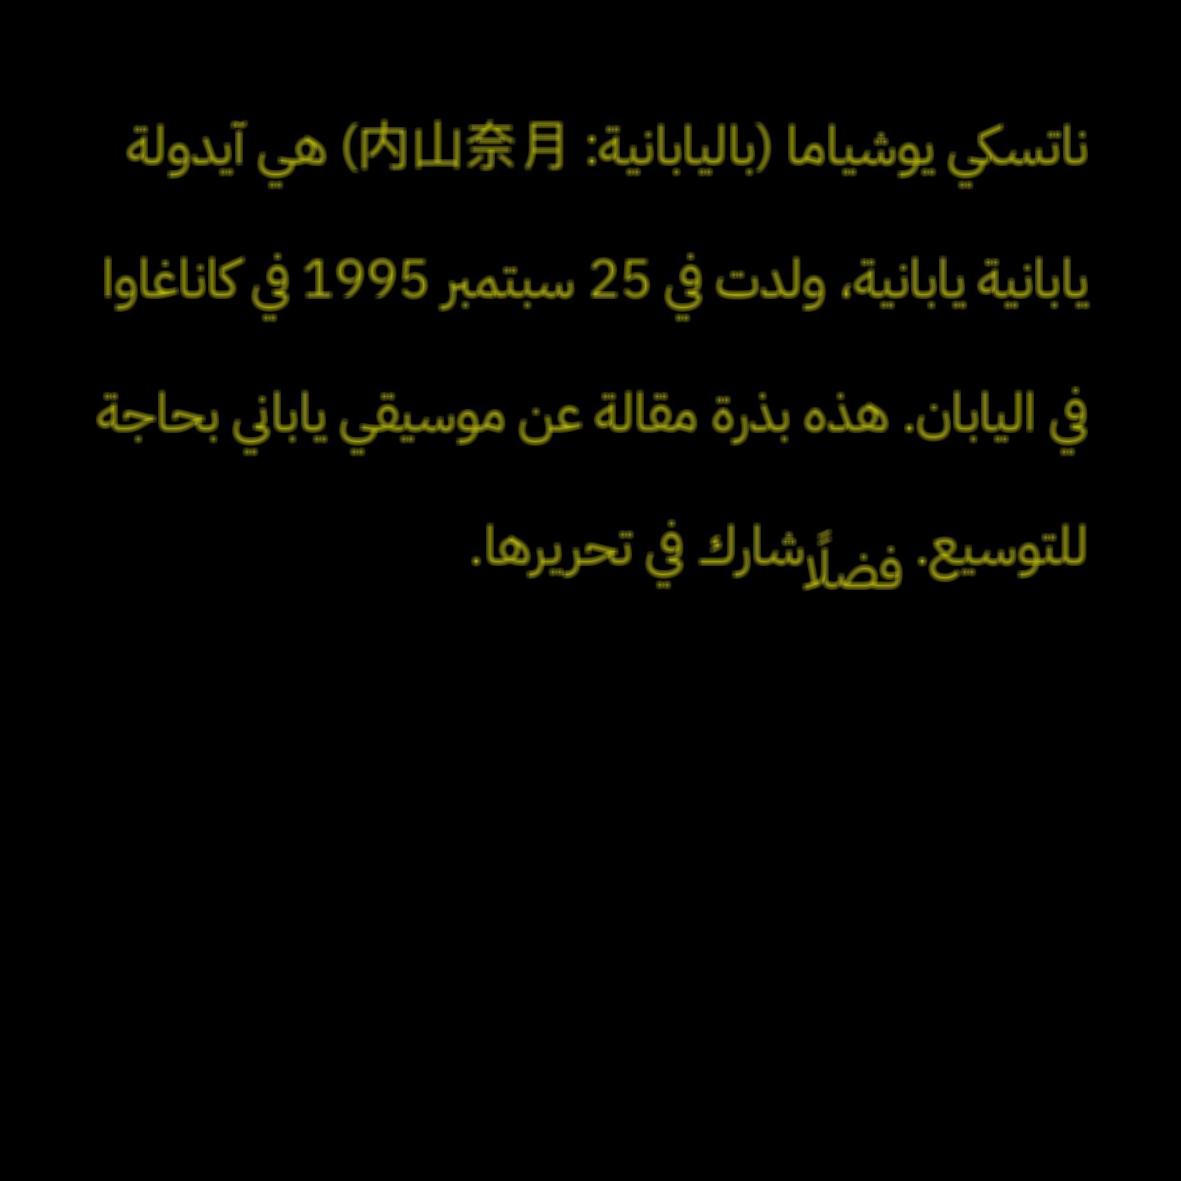 ناتسكي يوشياما (باليابانية: 内山奈月) هي آيدولة
يابانية يابانية، ولدت في 25 سبتمبر 1995 في كاناغاوا
في اليابان. هذه بذرة مقالة عن موسيقي ياباني بحاجة
للتوسيع. فضلًا شارك في تحريرها.